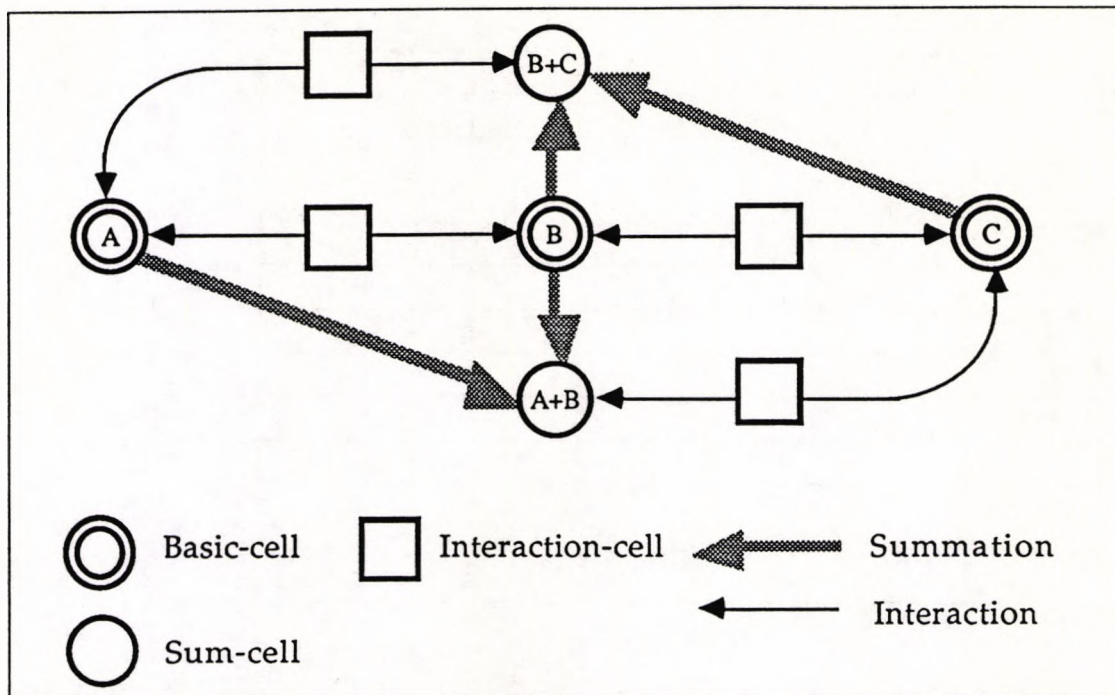 B+C
A
B
C
A+B
Basic-cell
Interaction-cell
Summation
Interaction
Sum-cell